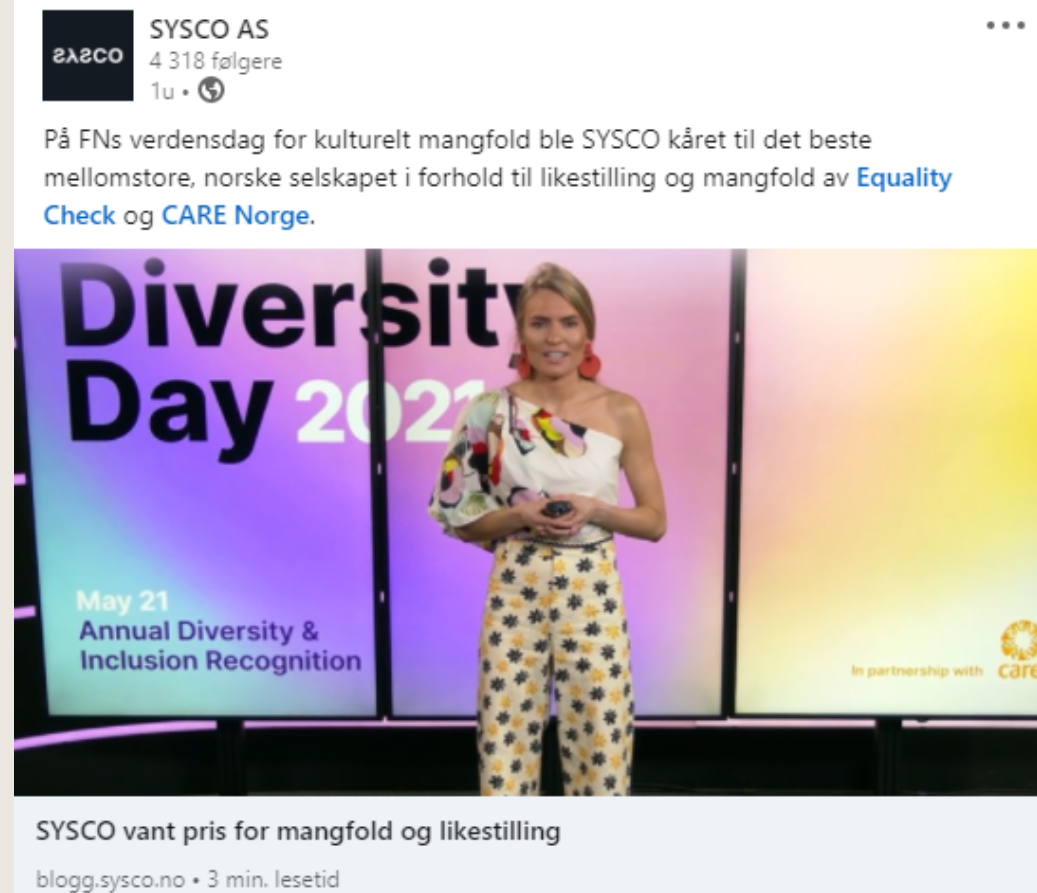 SYSCO
SYSCO AS
4 318 følgere
1u •
På FNs verdensdag for kulturelt mangfold ble SYSCO kåret til det beste
mellomstore, norske selskapet i forhold til likestilling og mangfold av Equality
Check og CARE Norge.
Diversity
Day 2021
May 21
Annual Diversity &
Inclusion Recognition
In partnership with care
SYSCO vant pris for mangfold og likestilling
blogg.sysco.no • 3 min. lesetid